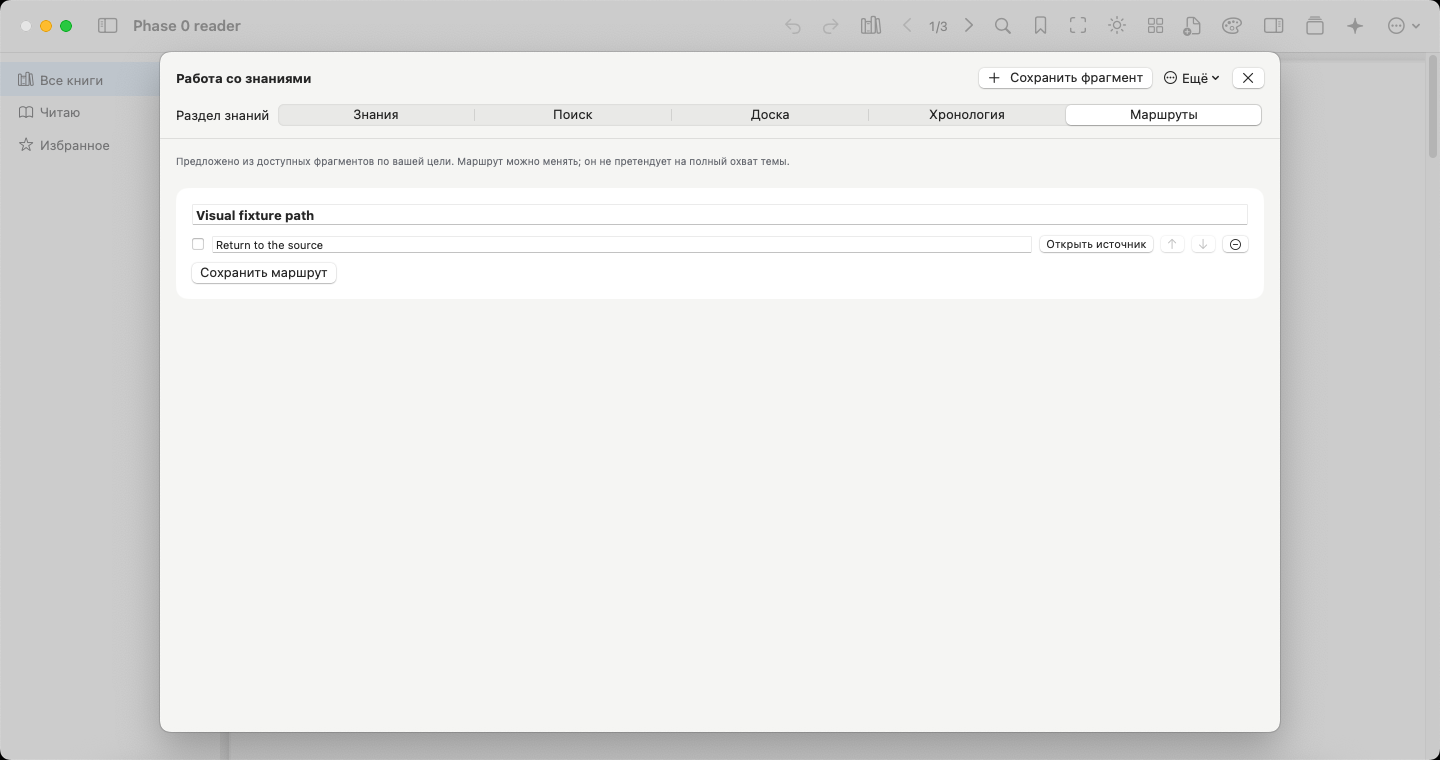 Phase 0 reader
1/3
Все книги
Читаю
Избранное
Работа со знаниями
Сохранить фрагмент
Ещё
Раздел знаний
Знания
Поиск
Доска
Хронология
Маршруты
Предложено из доступных фрагментов по вашей цели. Маршрут можно менять; он не претендует на полный охват темы.
Visual fixture path
Return to the source
Открыть источник
Сохранить маршрут